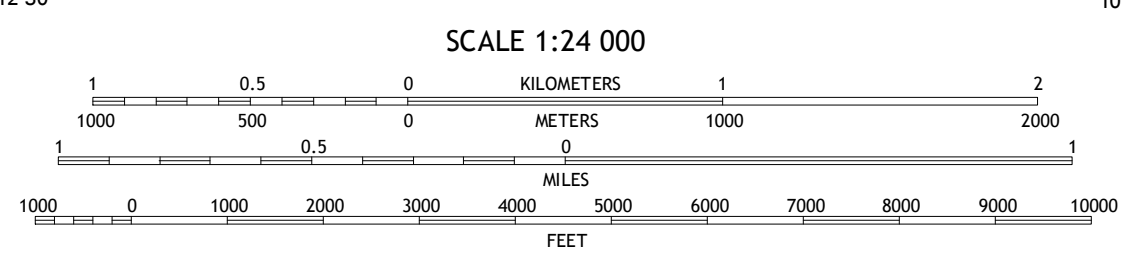 SCALE 1:24 000
1 0.5 0 KILOMETERS 1 2
1000 500 0 METERS 1000 2000
1 0.5 0 1
MILES
1000 0 1000 2000 3000 4000 5000 6000 7000 8000 9000 10000
FEET